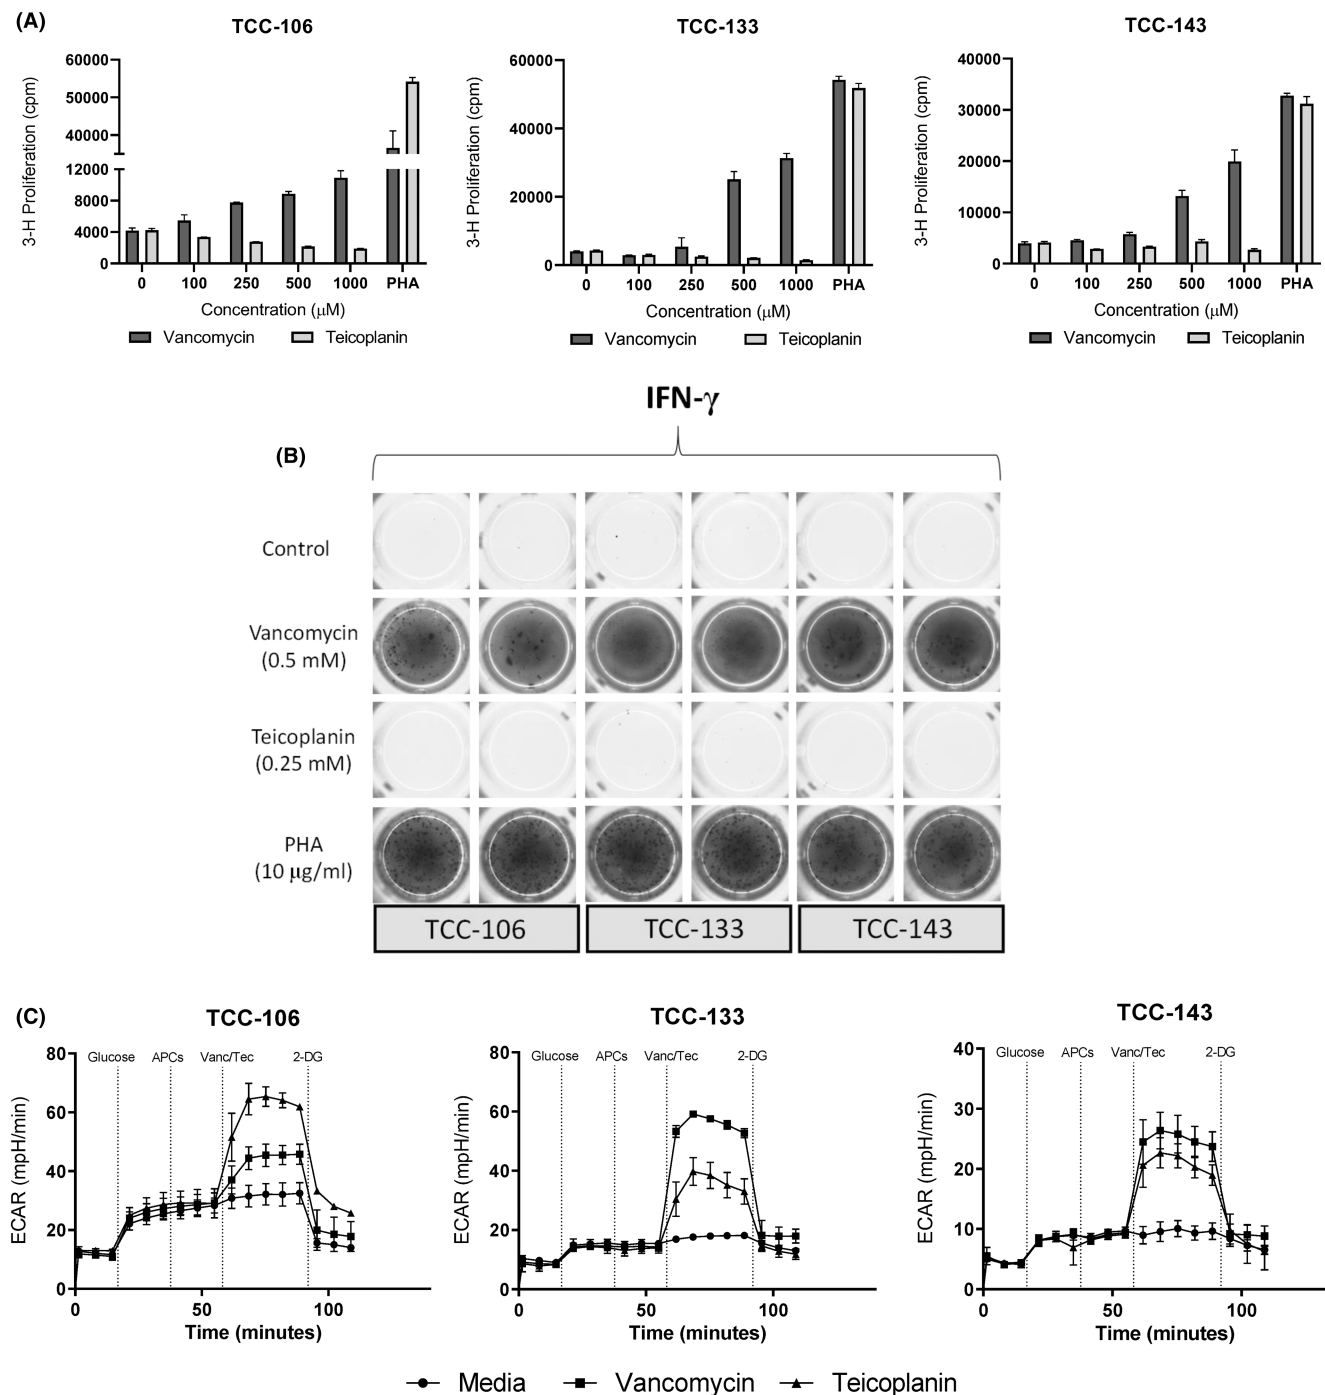 (A)
TCC-106
TCC-133
TCC-143
3-H Proliferation (cpm)
60000
50000
40000
12000
8000
4000
0
0 100 250 500 1000 PHA
Concentration (μM)
Vancomycin Teicoplanin
3-H Proliferation (cpm)
60000
40000
20000
0
0 100 250 500 1000 PHA
Concentration (μM)
Vancomycin Teicoplanin
3-H Proliferation (cpm)
40000
30000
20000
10000
0
0 100 250 500 1000 PHA
Concentration (μM)
Vancomycin Teicoplanin
IFN-γ
(B)
Control
Vancomycin
(0.5 mM)
Teicoplanin
(0.25 mM)
PHA
(10 μg/ml)
TCC-106 TCC-133 TCC-143
(C)
TCC-106
Glucose APCs Vanc/Tec 2-DG
ECAR (mpH/min)
80
60
40
20
0
0 50 100
Time (minutes)
TCC-133
Glucose APCs Vanc/Tec 2-DG
ECAR (mpH/min)
80
60
40
20
0
0 50 100
Time (minutes)
TCC-143
Glucose APCs Vanc/Tec 2-DG
ECAR (mpH/min)
40
30
20
10
0
0 50 100
Time (minutes)
Media Vancomycin Teicoplanin